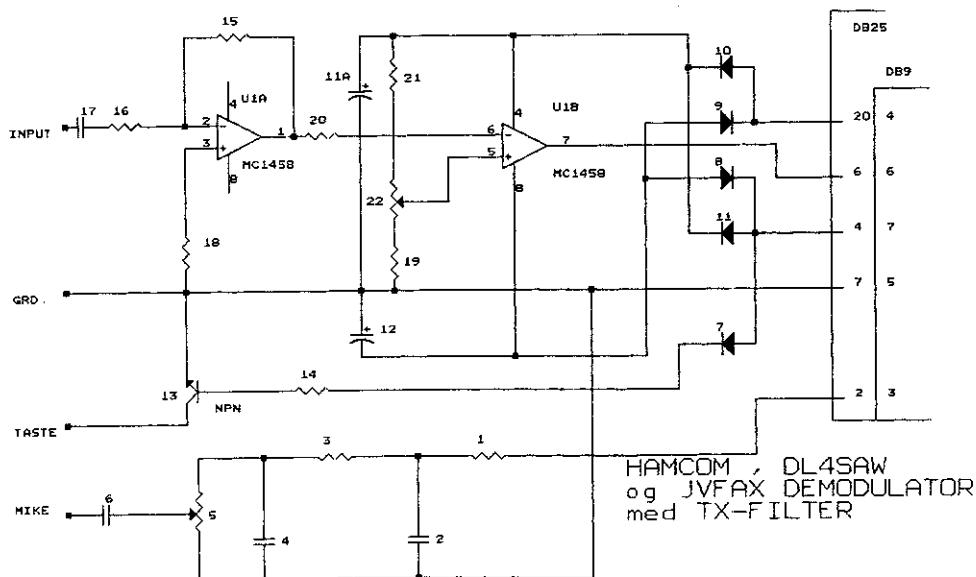 15
DB25
10
DB9
11A
21
4
U1A
U1B
9
17
16
4
20
4
INPUT
2
1
20
6
7
3
5
8
6
6
MC1458
MC1458
8
22
8
11
4
7
18
19
GRD.
7
5
12
7
14
13
NPN
2
3
TASTE
3
1
HAMCOM , DL4SAW
og JVFAX DEMODULATOR
med TX-FILTER
6
MIKE
5
4
2